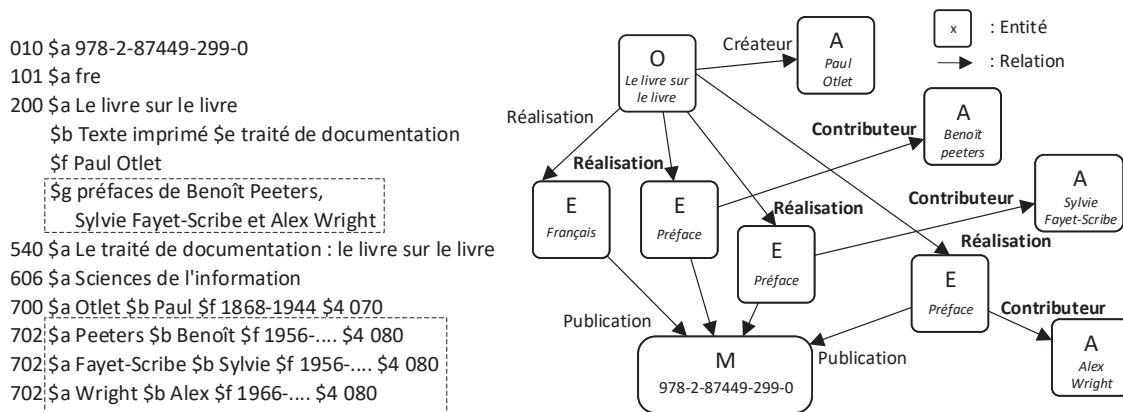 010 $a 978-2-87449-299-0
101 $a fre
200 $a Le livre sur le livre
$b Texte imprimé $e traité de documentation
$f Paul Otlet
$g préfaces de Benoît Peeters,
Sylvie Fayet-Scribe et Alex Wright
540 $a Le traité de documentation : le livre sur le livre
606 $a Sciences de l'information
700 $a Otlet $b Paul $f 1868-1944 $4 070
702 $a Peeters $b Benoît $f 1956-.... $4 080
702 $a Fayet-Scribe $b Sylvie $f 1956-.... $4 080
702 $a Wright $b Alex $f 1966-.... $4 080
x : Entité
: Relation
O
Le livre sur
le livre
Créateur
A
Paul
Otlet
Réalisation
Réalisation
Contributeur
A
Benoît
peeters
E
Français
E
Préface
Réalisation
E
Préface
Contributeur
A
Sylvie
Fayet-Scribe
Réalisation
E
Préface
Contributeur
A
Alex
Wright
Publication
Publication
M
978-2-87449-299-0